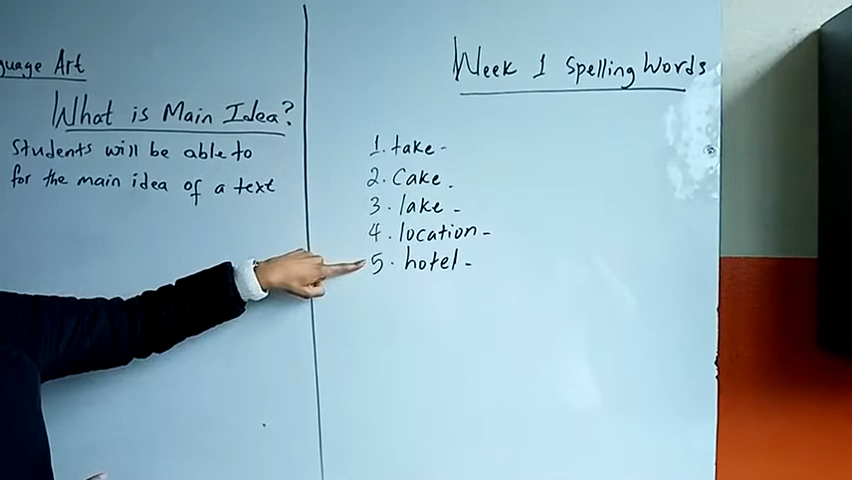 guage Art
What is Main Idea?
Students will be able to
for the main idea of a text
Week 1 Spelling Words
1. take -
2. Cake .
3. lake -
4. location -
5. hotel -